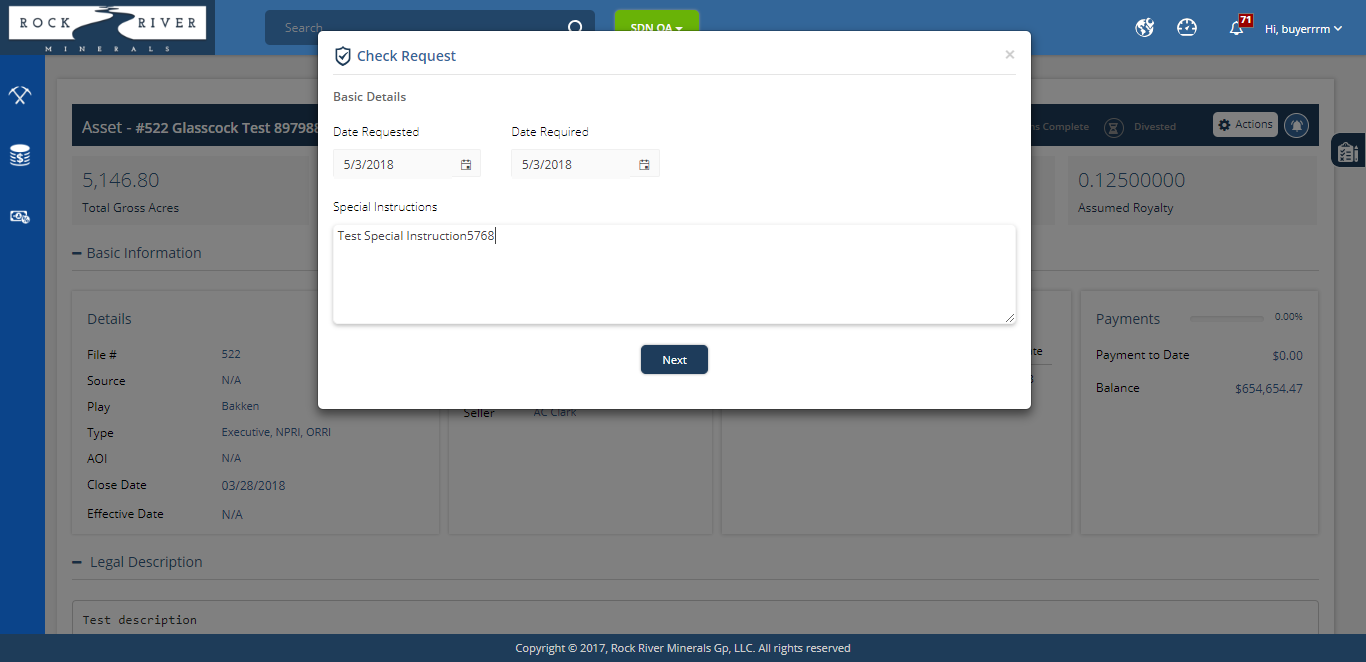 ROCK RIVER
MINERALS
Search
SDN QA
71
Hi, buyerrrm
Check Request
×
Basic Details
Date Requested
Date Required
5/3/2018
5/3/2018
Special Instructions
Test Special Instruction5768
Next
Asset - #522 Glasscock Test 897988
Complete
Divested
Actions
5,146.80
Total Gross Acres
0.12500000
Assumed Royalty
Basic Information
Details
File # 522
Source N/A
Play Bakken
Type Executive, NPRI, ORRI
AOI N/A
Close Date 03/28/2018
Effective Date N/A
Seller AC Clark
Payments 0.00%
Payment to Date $0.00
Balance $654,654.47
Legal Description
Test description
Copyright © 2017, Rock River Minerals Gp, LLC. All rights reserved